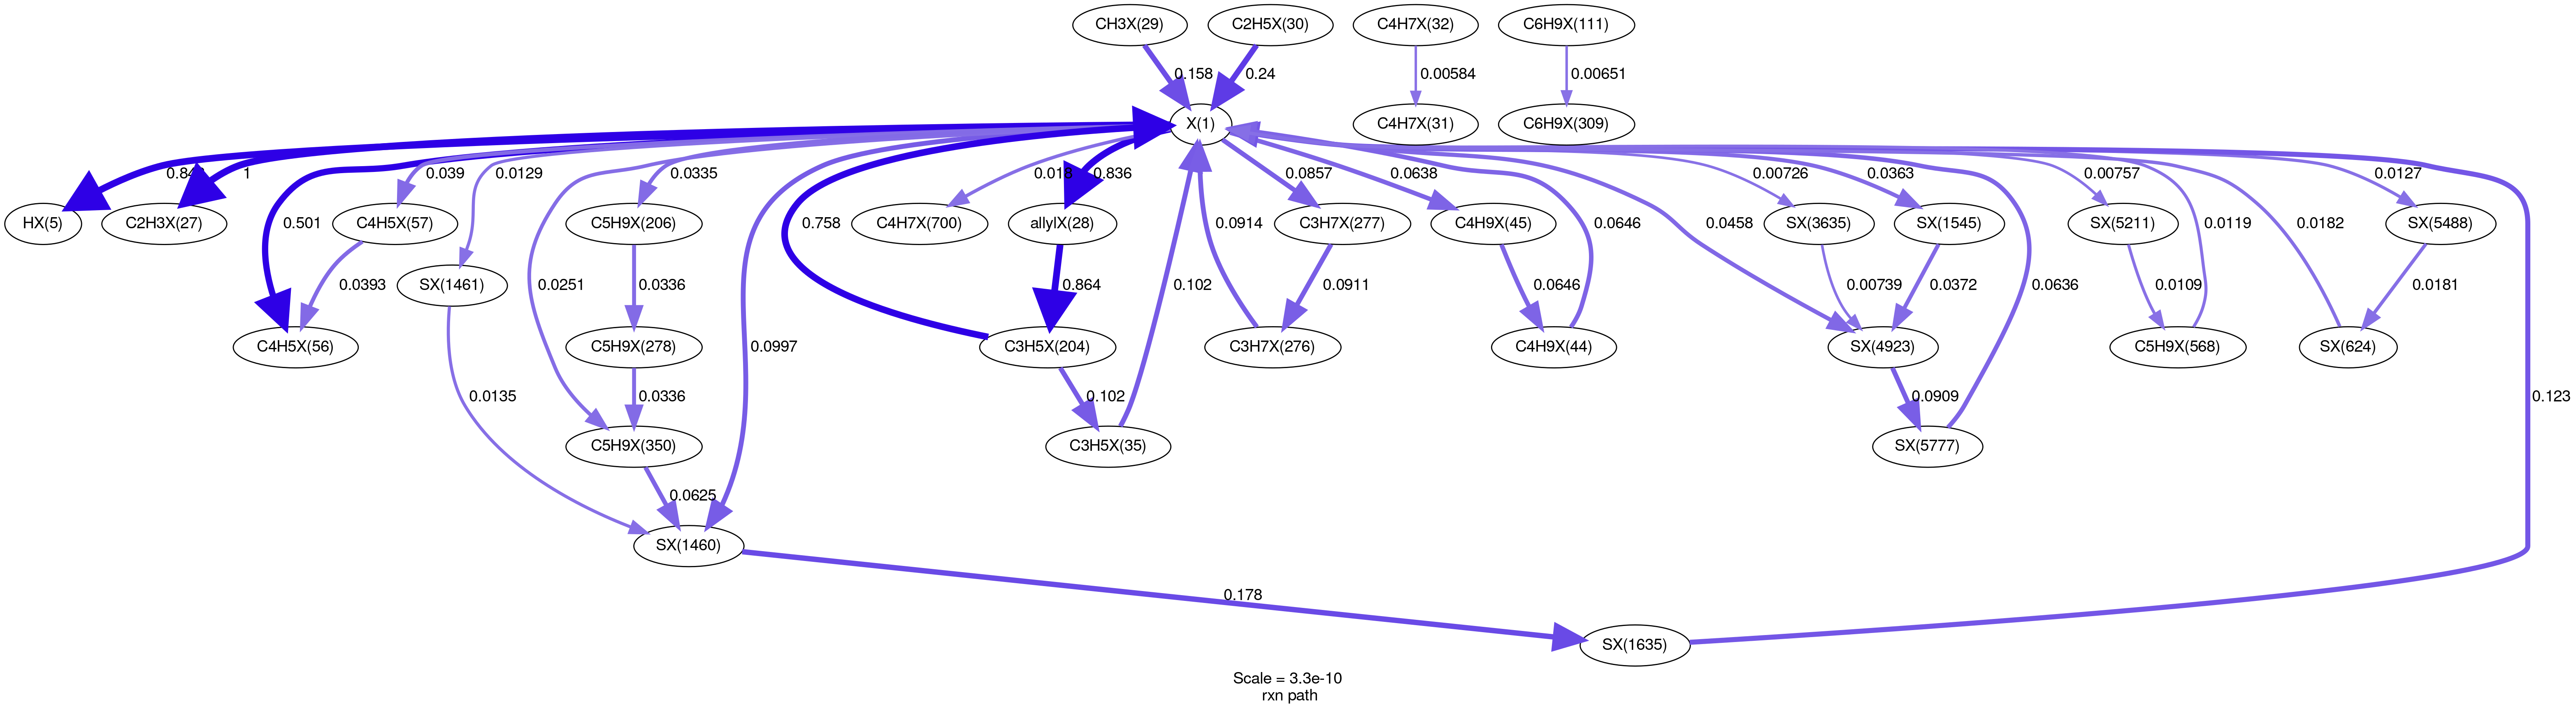 CH3X(29)
C2H5X(30)
C4H7X(32)
C6H9X(111)
0.158
0.24
0.00584
0.00651
X(1)
C4H7X(31)
C6H9X(309)
1
0.039
0.0129
0.0335
0.018
0.836
0.0857
0.0638
0.00726
0.0363
0.00757
0.0127
HX(5)
C2H3X(27)
C4H5X(57)
C5H9X(206)
C4H7X(700)
allylX(28)
C3H7X(277)
C4H9X(45)
SX(3635)
SX(1545)
SX(5211)
SX(5488)
0.501
0.758
0.0914
0.0646
0.0458
0.0119
0.0182
0.0393
SX(1461)
0.0251
0.0336
0.864
0.102
0.0911
0.0646
0.00739
0.0372
0.0636
0.0109
0.0181
C4H5X(56)
C5H9X(278)
0.0997
C3H5X(204)
C3H7X(276)
C4H9X(44)
SX(4923)
C5H9X(568)
SX(624)
0.0135
0.0336
0.102
0.0909
0.123
C5H9X(350)
C3H5X(35)
SX(5777)
0.0625
SX(1460)
0.178
SX(1635)
Scale = 3.3e-10
rxn path